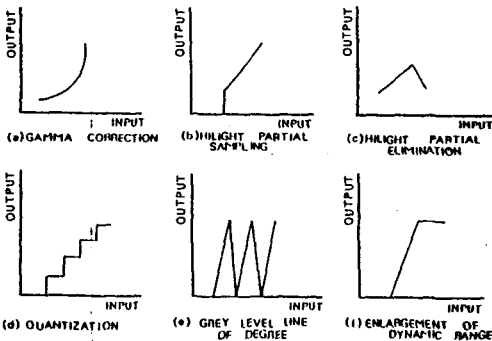 OUTPUT
INPUT
(a)GAMMA CORRECTION
OUTPUT
INPUT
(b)HILIGHT PARTIAL
SAMPLING
OUTPUT
INPUT
(c)HILIGHT PARTIAL
ELIMINATION
OUTPUT
INPUT
(d) QUANTIZATION
OUTPUT
INPUT
(e) GREY LEVEL LINE
OF DEGREE
OUTPUT
INPUT
(f) ENLARGEMENT OF
DYNAMIC RANGE